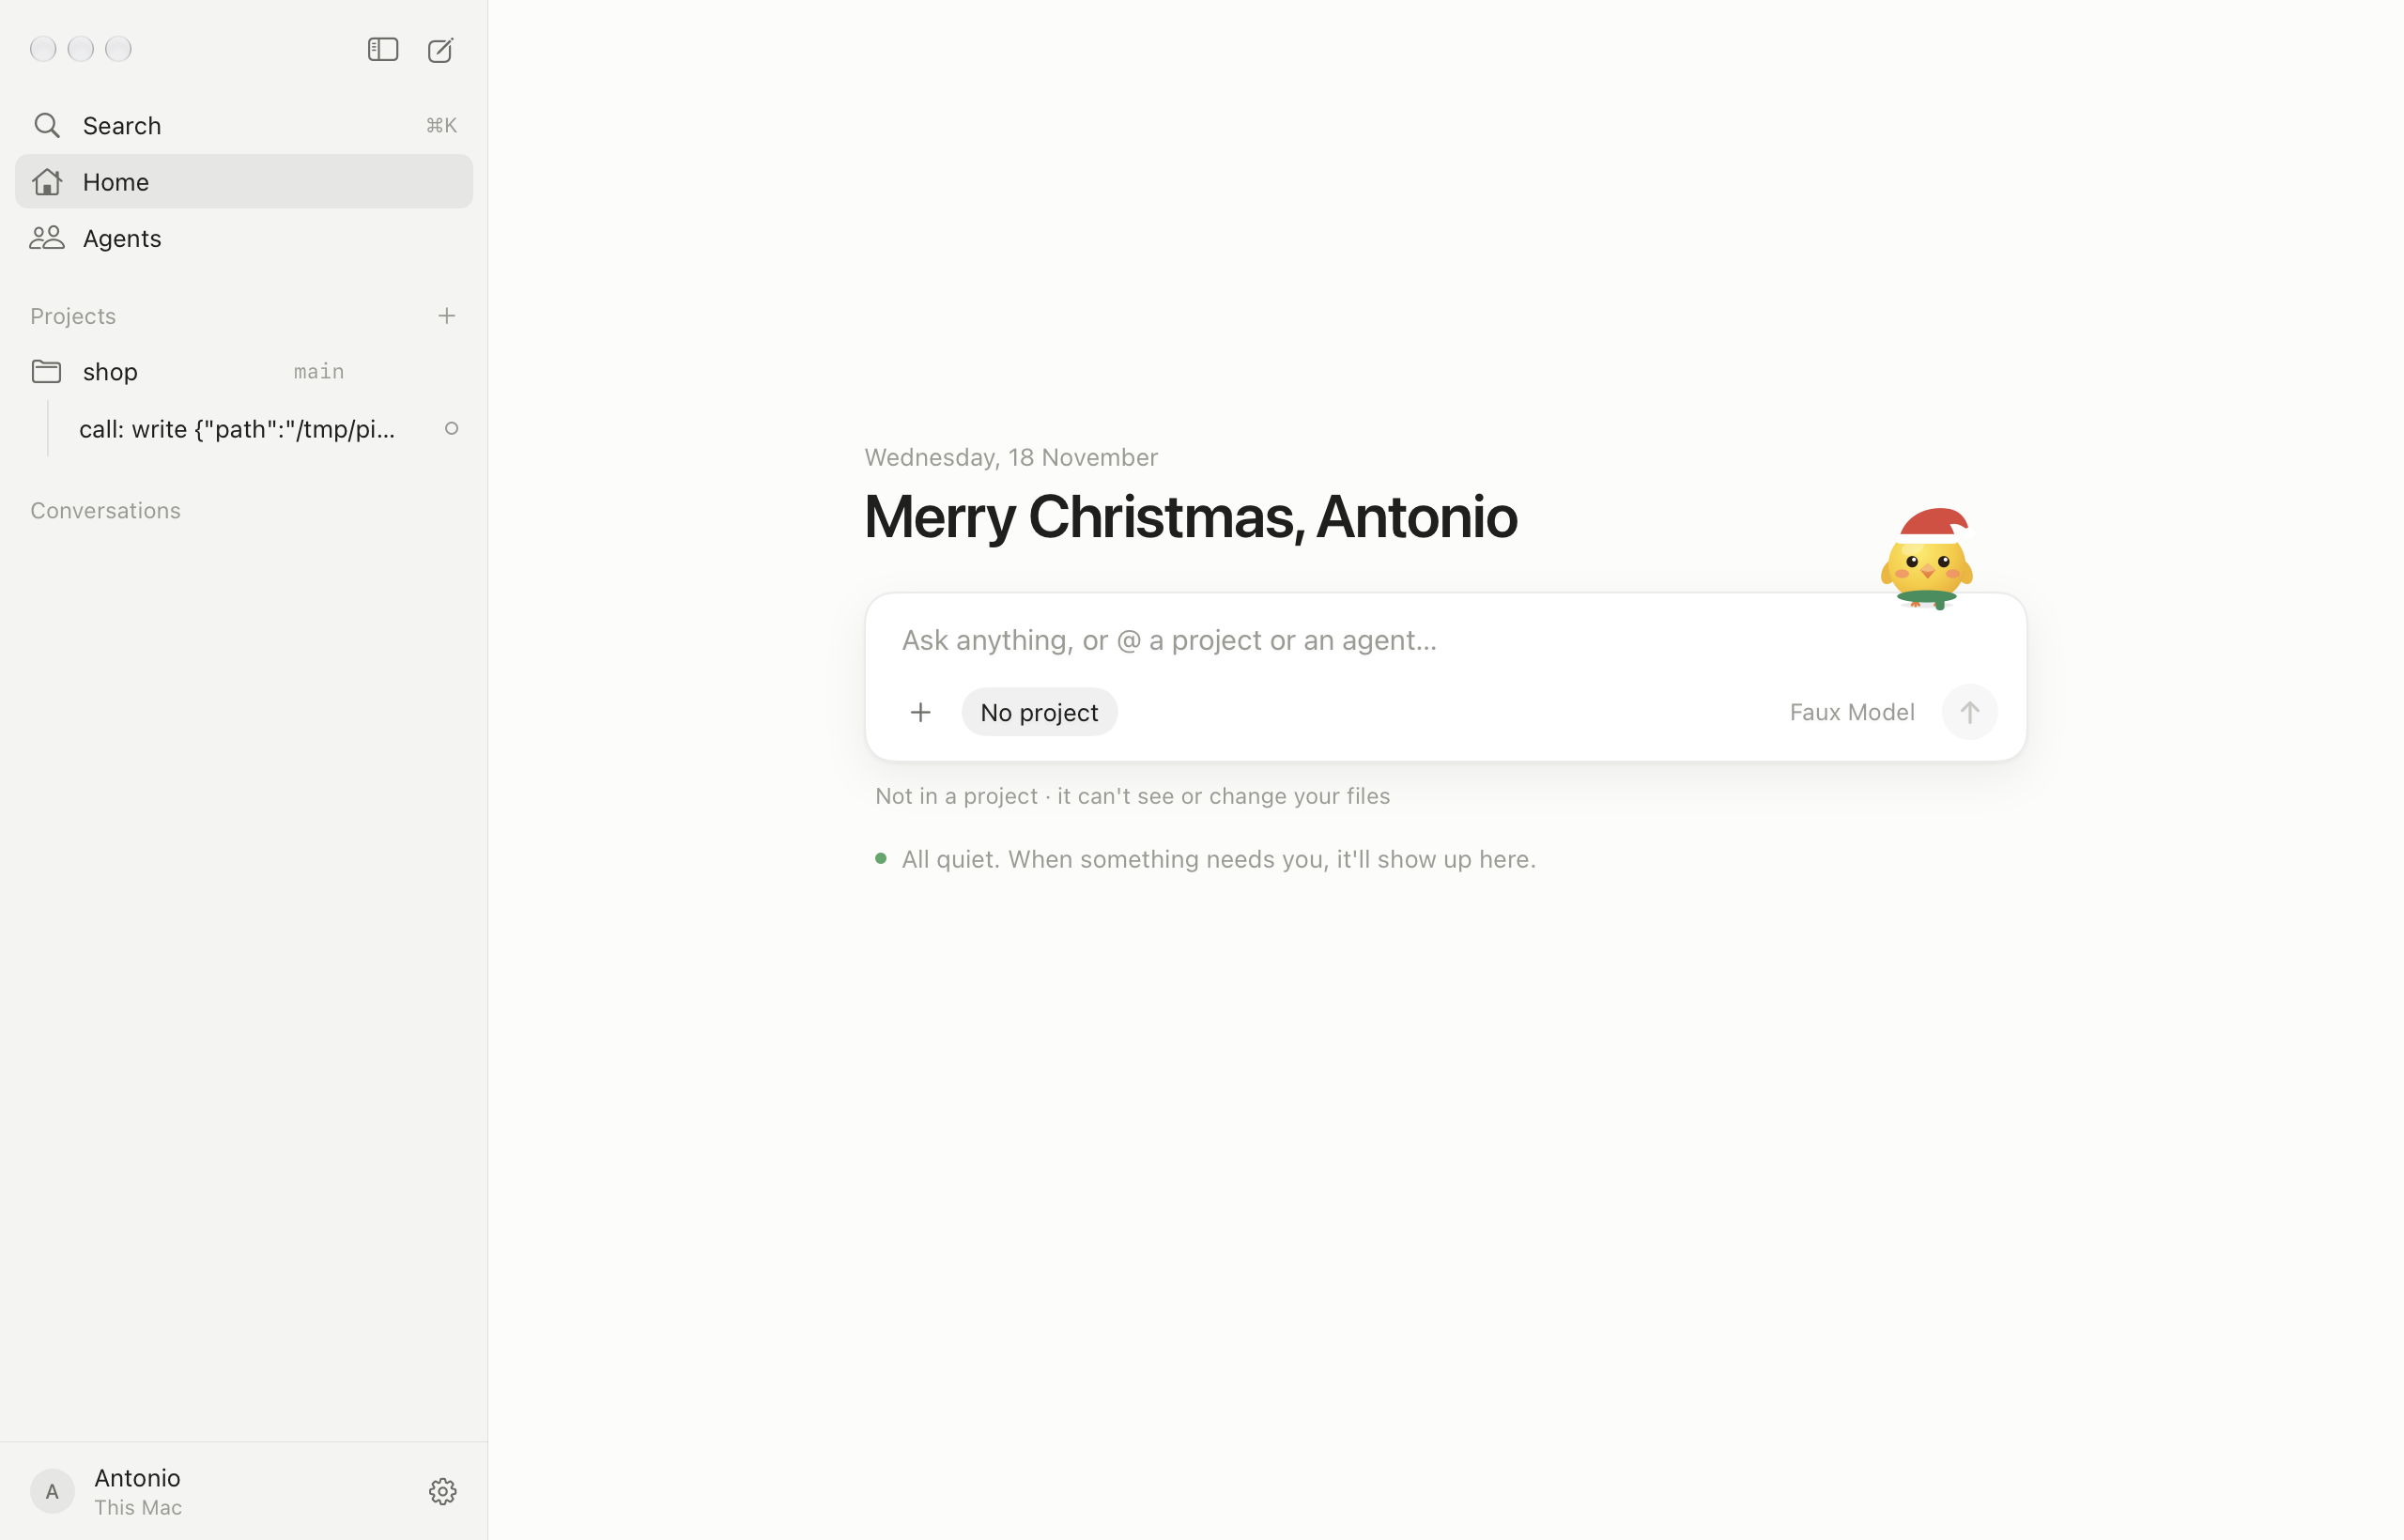 Search ⌘K
Home
Agents
Projects
shop main
call: write {"path":"/tmp/pi...
Conversations
Wednesday, 18 November
Merry Christmas, Antonio
Ask anything, or @ a project or an agent...
No project Faux Model
Not in a project · it can't see or change your files
All quiet. When something needs you, it'll show up here.
A Antonio
This Mac